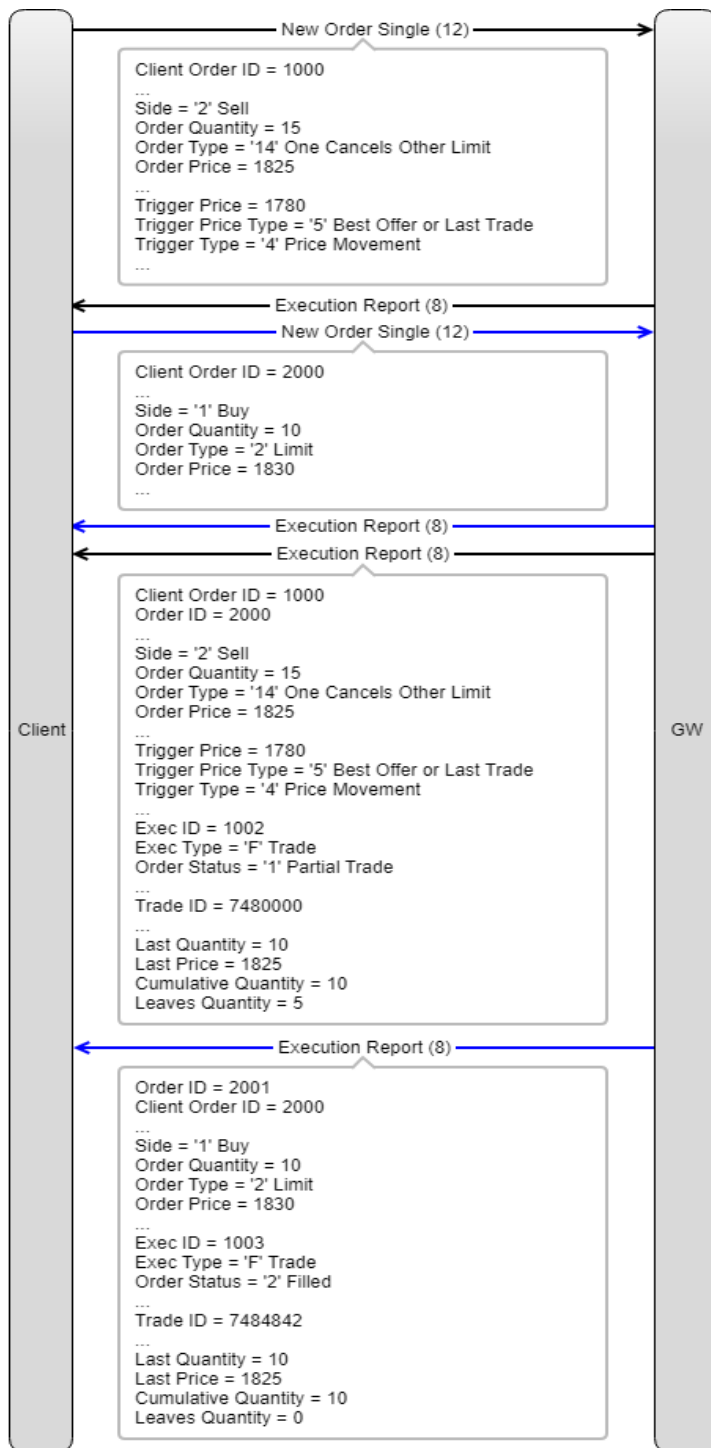 New Order Single (12)
Client Order ID = 1000
...
Side = '2' Sell
Order Quantity = 15
Order Type = '14' One Cancels Other Limit
Order Price = 1825
...
Trigger Price = 1780
Trigger Price Type = '5' Best Offer or Last Trade
Trigger Type = '4' Price Movement
...
Execution Report (8)
New Order Single (12)
Client Order ID = 2000
...
Side = '1' Buy
Order Quantity = 10
Order Type = '2' Limit
Order Price = 1830
...
Execution Report (8)
Execution Report (8)
Client Order ID = 1000
Order ID = 2000
...
Side = '2' Sell
Order Quantity = 15
Order Type = '14' One Cancels Other Limit
Order Price = 1825
...
Client
GW
Trigger Price = 1780
Trigger Price Type = '5' Best Offer or Last Trade
Trigger Type = '4' Price Movement
...
Exec ID = 1002
Exec Type = 'F' Trade
Order Status = '1' Partial Trade
...
Trade ID = 7480000
...
Last Quantity = 10
Last Price = 1825
Cumulative Quantity = 10
Leaves Quantity = 5
Execution Report (8)
Order ID = 2001
Client Order ID = 2000
...
Side = '1' Buy
Order Quantity = 10
Order Type = '2' Limit
Order Price = 1830
...
Exec ID = 1003
Exec Type = 'F' Trade
Order Status = '2' Filled
...
Trade ID = 7484842
...
Last Quantity = 10
Last Price = 1825
Cumulative Quantity = 10
Leaves Quantity = 0